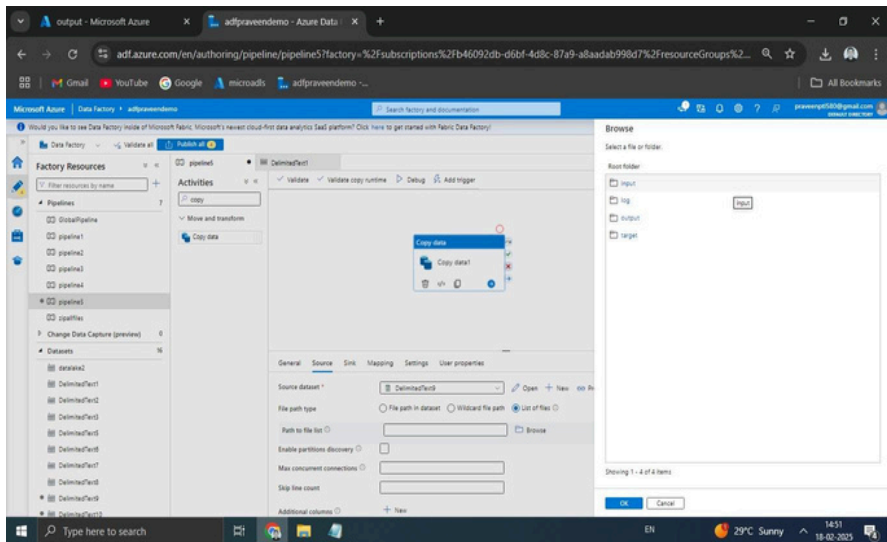 output - Microsoft Azure
adfpraveendemo - Azure Data
adf.azure.com/en/authoring/pipeline/pipeline5?factory=%2Fsubscriptions%2Fb46092db-d6bf-4d8c-87a9-a8aadab998d7%2FresourceGroups%2...
Gmail YouTube Google microadls adfpraveendemo -... All Bookmarks
Microsoft Azure Data Factory adfpraveendemo Search factory and documentation praveenptl580@gmail.com
DEFAULT DIRECTORY
Would you like to see Data Factory inside of Microsoft Fabric, Microsoft's newest cloud-first data analytics SaaS platform? Click here to get started with Fabric Data Factory!
Data Factory Validate all Publish all
Factory Resources
Filter resources by name
Pipelines 7
GlobalPipeline
pipeline1
pipeline2
pipeline3
pipeline4
pipeline5
zipallfiles
Change Data Capture (preview) 0
Datasets 16
datalake2
DelimitedText1
DelimitedText2
DelimitedText3
DelimitedText5
DelimitedText6
DelimitedText7
DelimitedText8
DelimitedText9
DelimitedText10
pipeline5 DelimitedText1
Activities
copy
Move and transform
Copy data
Validate Validate copy runtime Debug Add trigger
Copy data
Copy data1
General Source Sink Mapping Settings User properties
Source dataset * DelimitedText9 Open New
File path type File path in dataset Wildcard file path List of files
Path to file list Browse
Enable partitions discovery
Max concurrent connections
Skip line count
Additional columns New
Browse
Select a file or folder.
Root folder
input
log
output
target
input
Showing 1 - 4 of 4 items
OK Cancel
Type here to search EN 29°C Sunny 14:51
18-02-2025